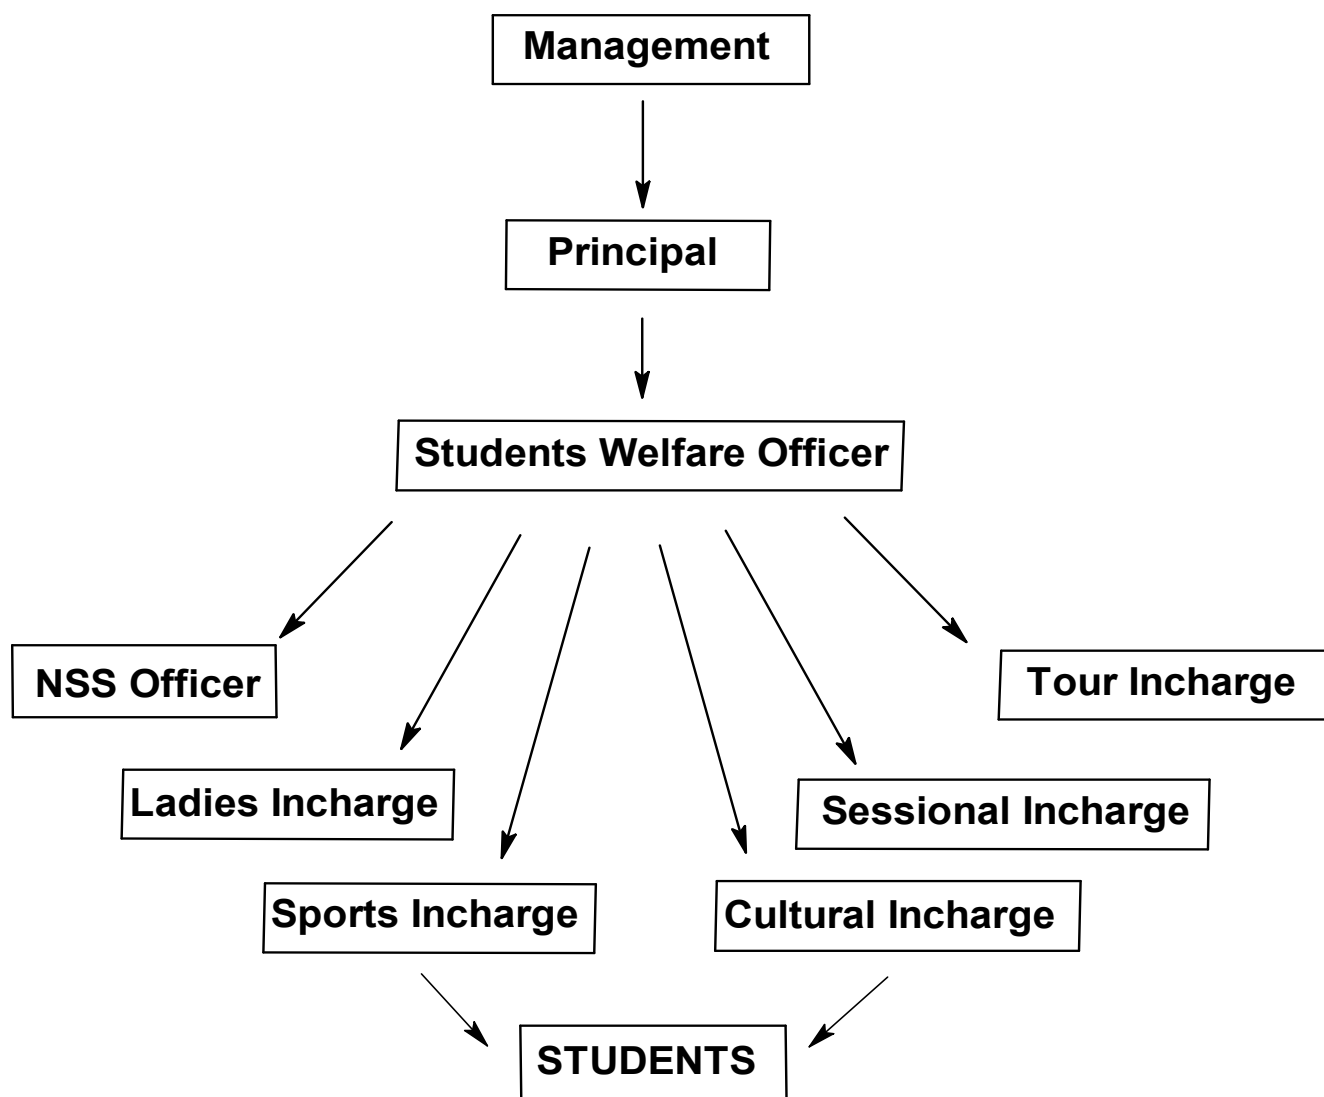 Management
Principal
Students Welfare Officer
NSS Officer
Tour Incharge
Ladies Incharge
Sessional Incharge
Sports Incharge
Cultural Incharge
STUDENTS